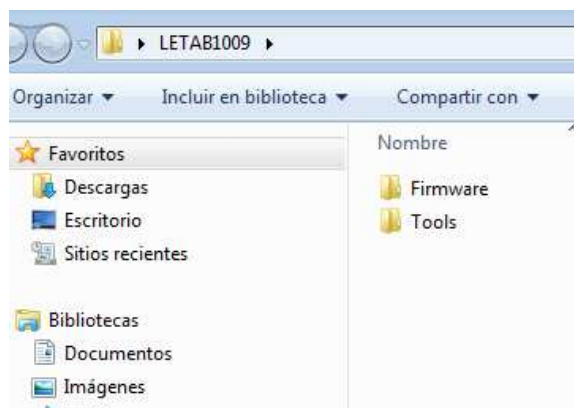 LETAB1009
Organizar Incluir en biblioteca Compartir con
Favoritos
Descargas
Escritorio
Sitios recientes
Bibliotecas
Documentos
Imágenes
Nombre
Firmware
Tools